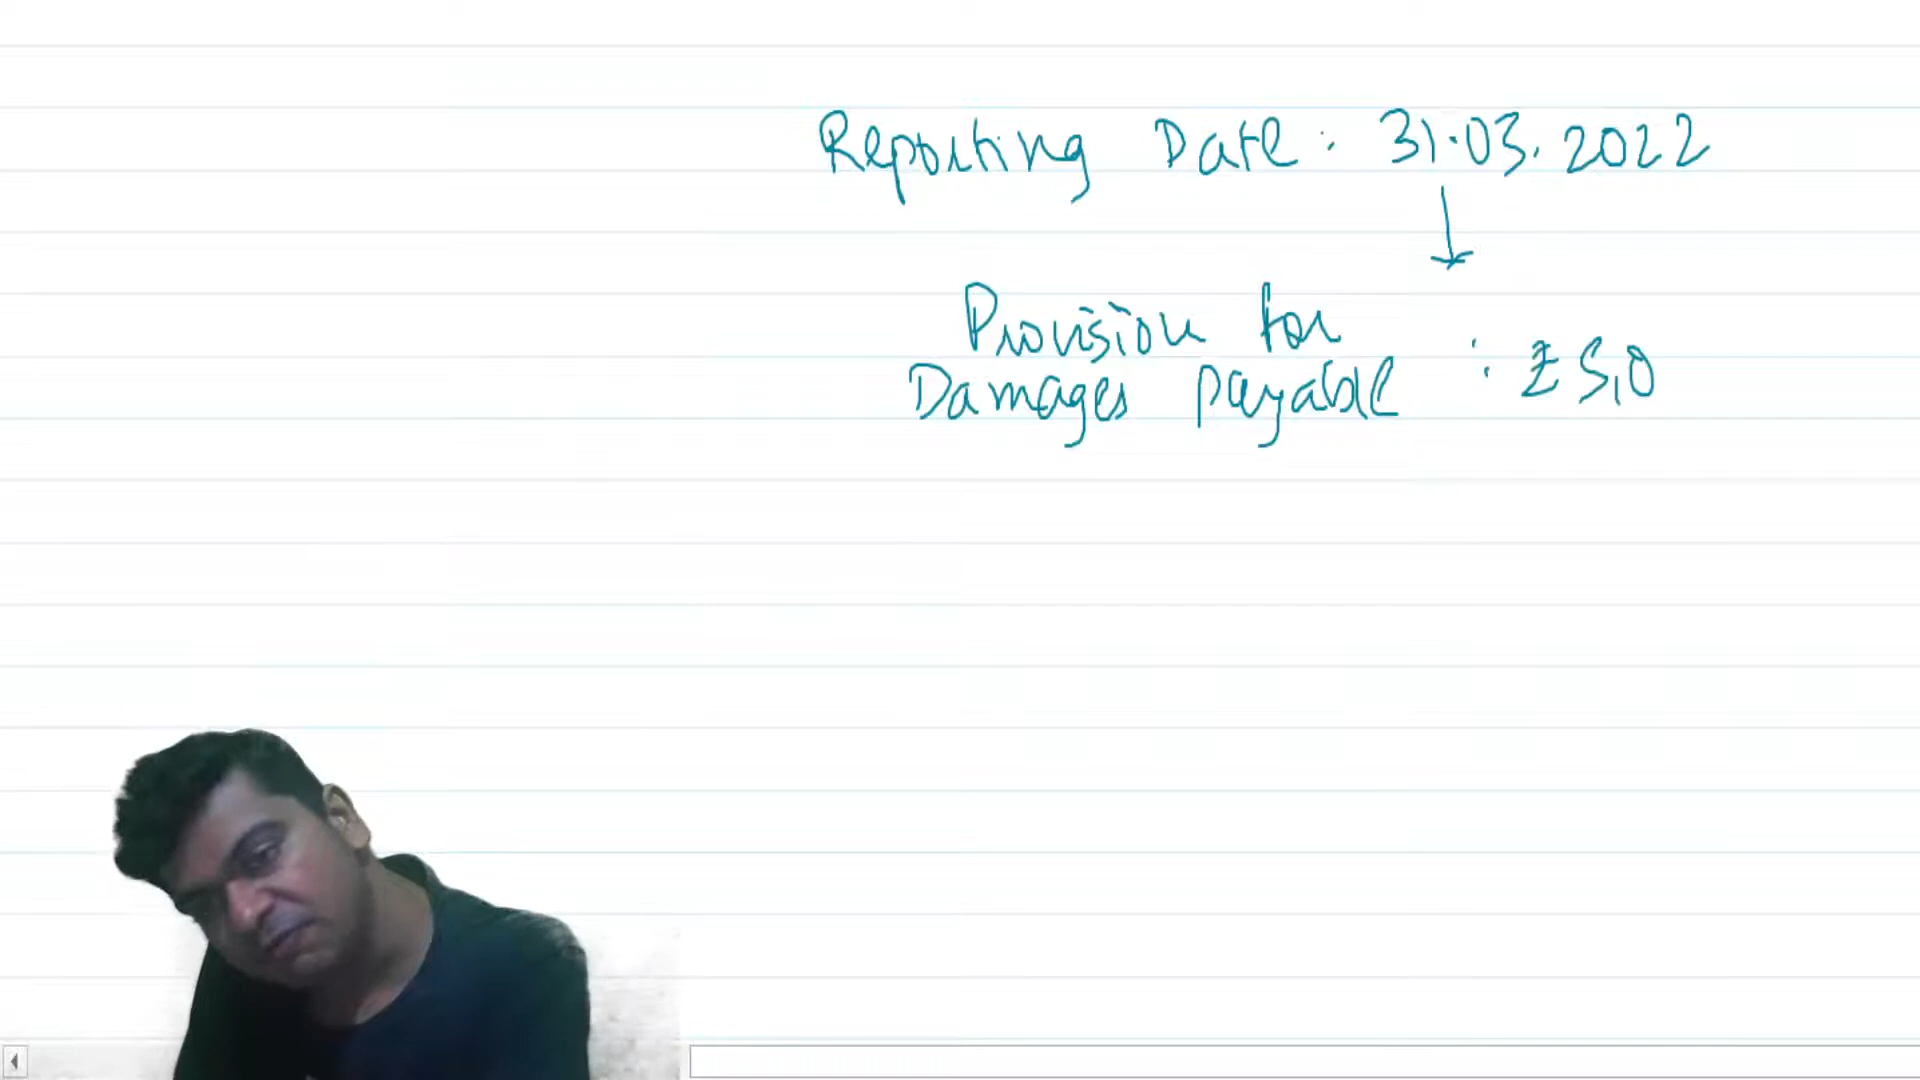 Reporting Date : 31.03.2022
Provision for
Damages payable : ₹ 5,0